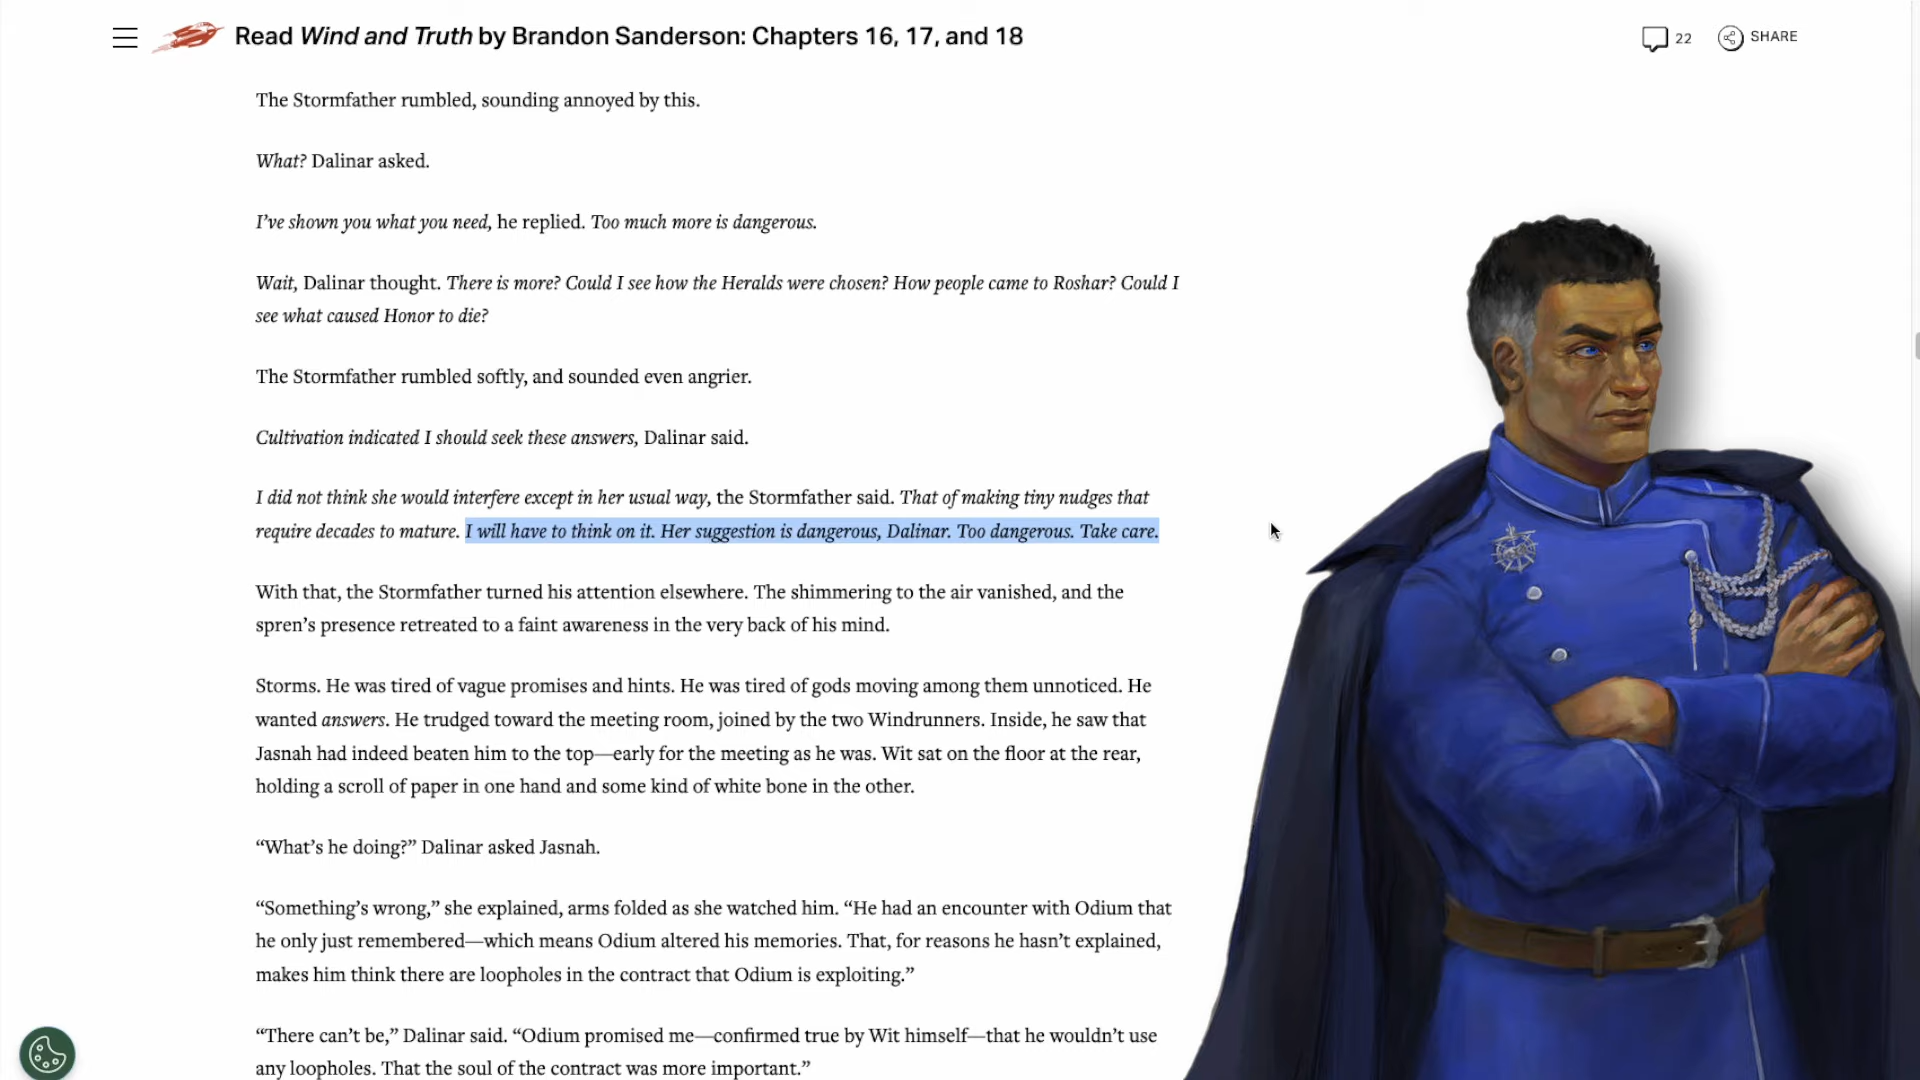 Read Wind and Truth by Brandon Sanderson: Chapters 16, 17, and 18
22
SHARE
The Stormfather rumbled, sounding annoyed by this.
What? Dalinar asked.
I’ve shown you what you need, he replied. Too much more is dangerous.
Wait, Dalinar thought. There is more? Could I see how the Heralds were chosen? How people came to Roshar? Could I
see what caused Honor to die?
The Stormfather rumbled softly, and sounded even angrier.
Cultivation indicated I should seek these answers, Dalinar said.
I did not think she would interfere except in her usual way, the Stormfather said. That of making tiny nudges that
require decades to mature. I will have to think on it. Her suggestion is dangerous, Dalinar. Too dangerous. Take care.
With that, the Stormfather turned his attention elsewhere. The shimmering to the air vanished, and the
spren’s presence retreated to a faint awareness in the very back of his mind.
Storms. He was tired of vague promises and hints. He was tired of gods moving among them unnoticed. He
wanted answers. He trudged toward the meeting room, joined by the two Windrunners. Inside, he saw that
Jasnah had indeed beaten him to the top—early for the meeting as he was. Wit sat on the floor at the rear,
holding a scroll of paper in one hand and some kind of white bone in the other.
“What’s he doing?” Dalinar asked Jasnah.
“Something’s wrong,” she explained, arms folded as she watched him. “He had an encounter with Odium that
he only just remembered—which means Odium altered his memories. That, for reasons he hasn’t explained,
makes him think there are loopholes in the contract that Odium is exploiting.”
“There can’t be,” Dalinar said. “Odium promised me—confirmed true by Wit himself—that he wouldn’t use
any loopholes. That the soul of the contract was more important.”